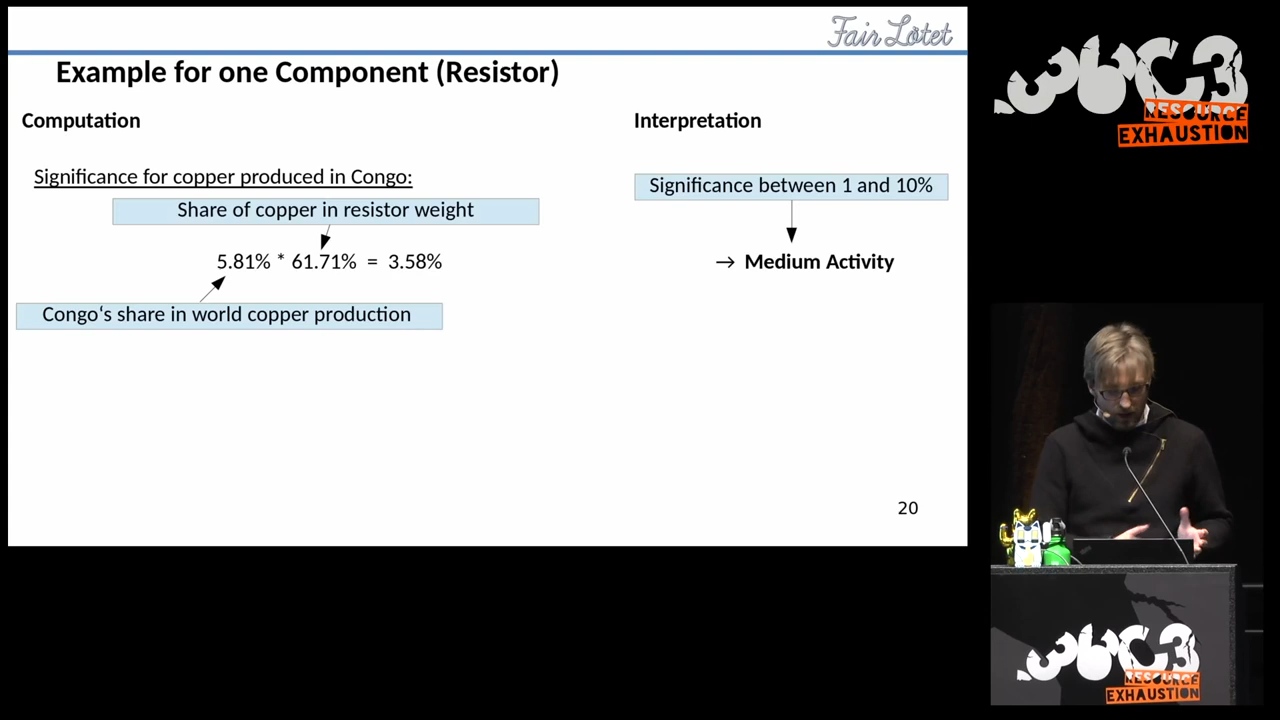 Fair Lötet
Example for one Component (Resistor)
Computation
Significance for copper produced in Congo:
Share of copper in resistor weight
5.81% * 61.71% = 3.58%
Congo‘s share in world copper production
Interpretation
Significance between 1 and 10%
→ Medium Activity
20
36C3
RESOURCE
EXHAUSTION
36C3
RESOURCE
EXHAUSTION